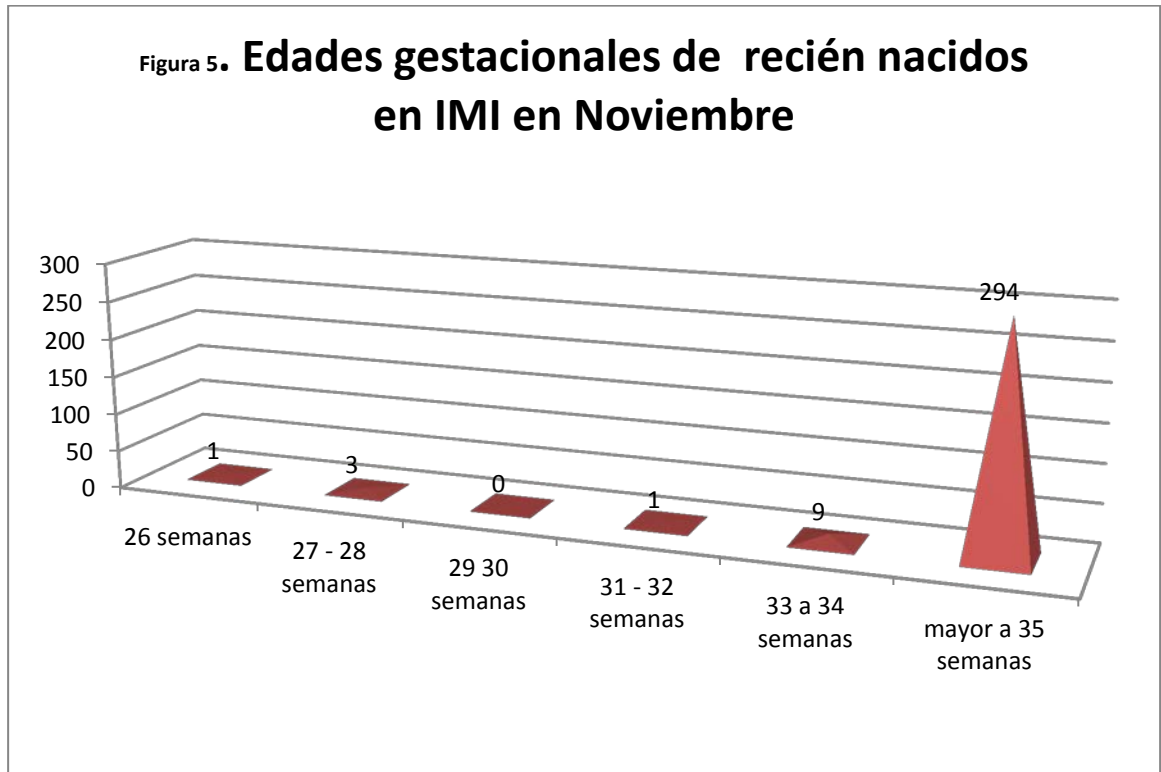 Figura 5. Edades gestacionales de recién nacidos
en IMI en Noviembre
300
250
200
150
100
50
0
1
3
0
1
9
294
26 semanas
27 - 28
semanas
29 30
semanas
31 - 32
semanas
33 a 34
semanas
mayor a 35
semanas